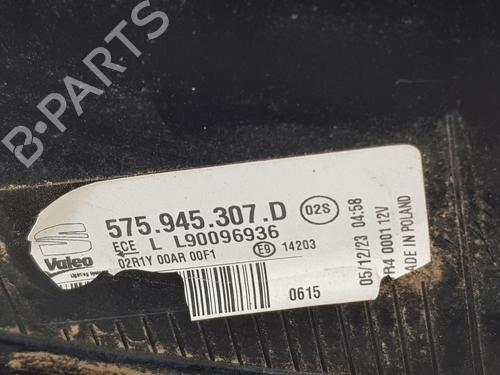 B-PARTS
575.945.307.D
02S
ECE L L90096936
Valeo
02R1Y 00AR 00F1
E9 14203
0615
05/12/23 04:58
R4 0001 12V
MADE IN POLAND